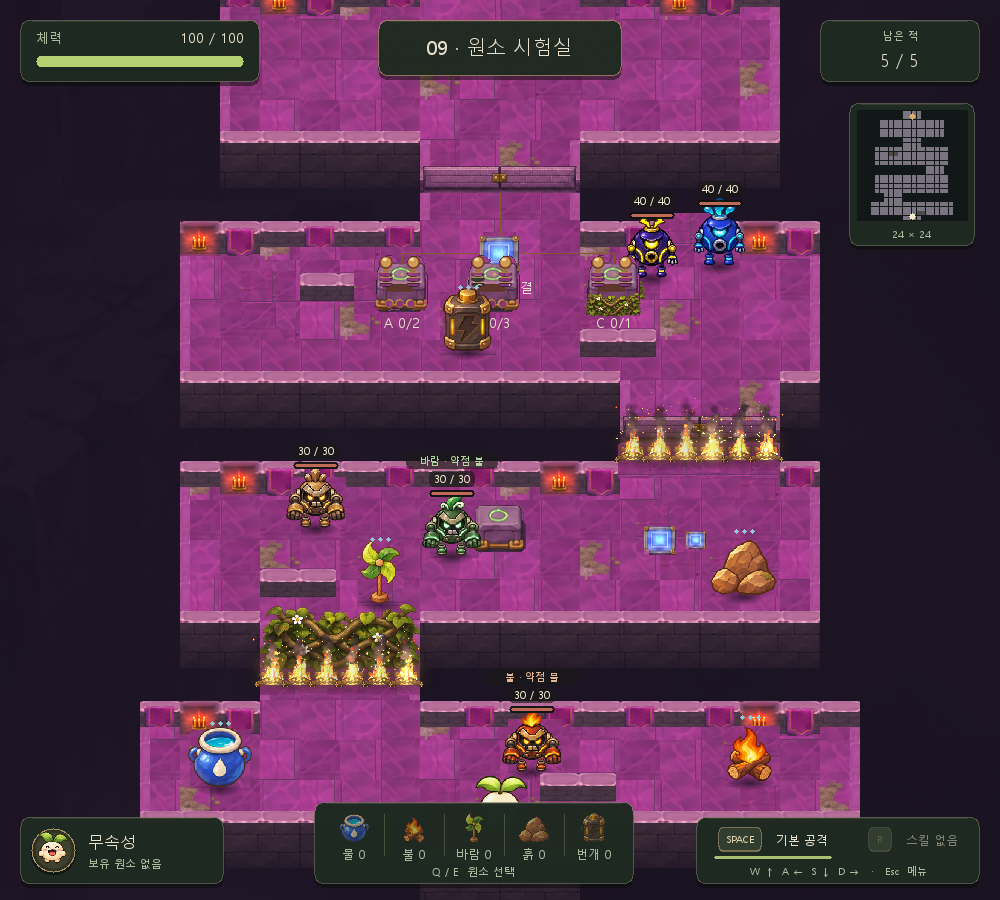 체력 100 / 100
09 · 원소 시험실
남은 적
5 / 5
24 × 24
40 / 40
40 / 40
결
A 0/2
0/3
C 0/1
30 / 30
바람 · 약점 불
30 / 30
불 · 약점 물
30 / 30
무속성
보유 원소 없음
물 0
불 0
바람 0
흙 0
번개 0
Q / E 원소 선택
SPACE 기본 공격
R 스킬 없음
W ↑ A ← S ↓ D → · Esc 메뉴